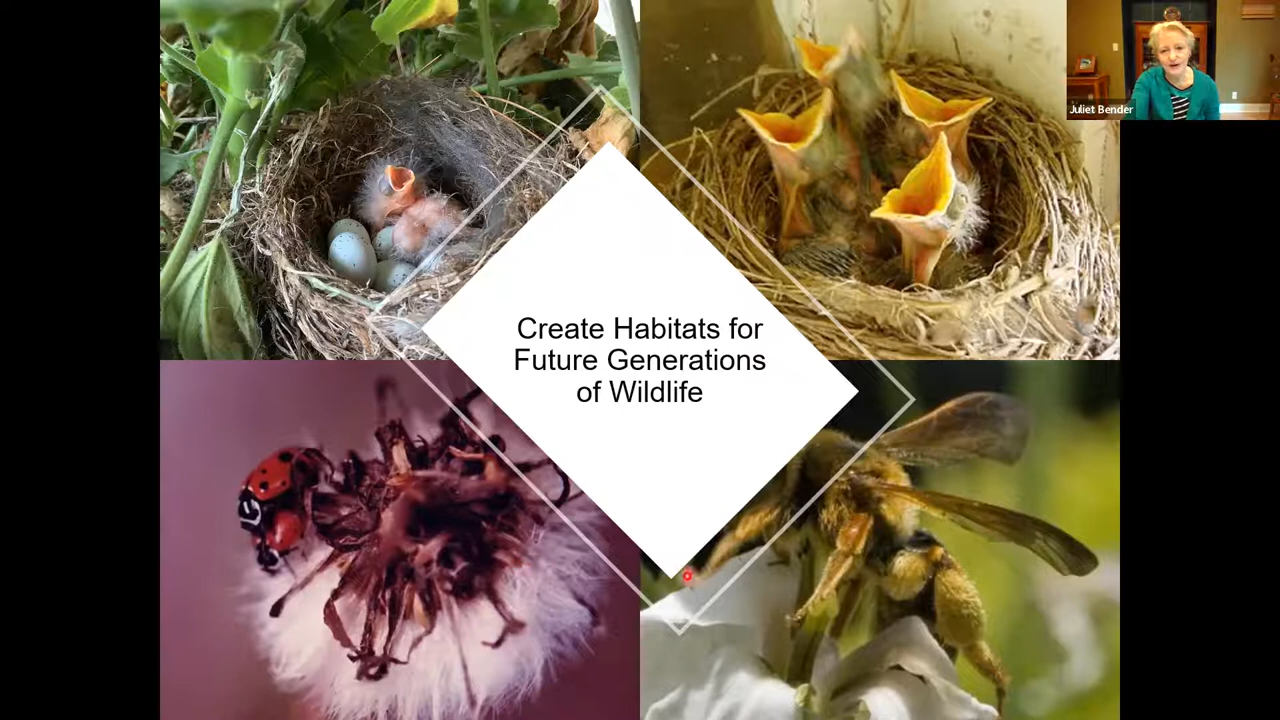 Juliet Bender
Create Habitats for
Future Generations
of Wildlife